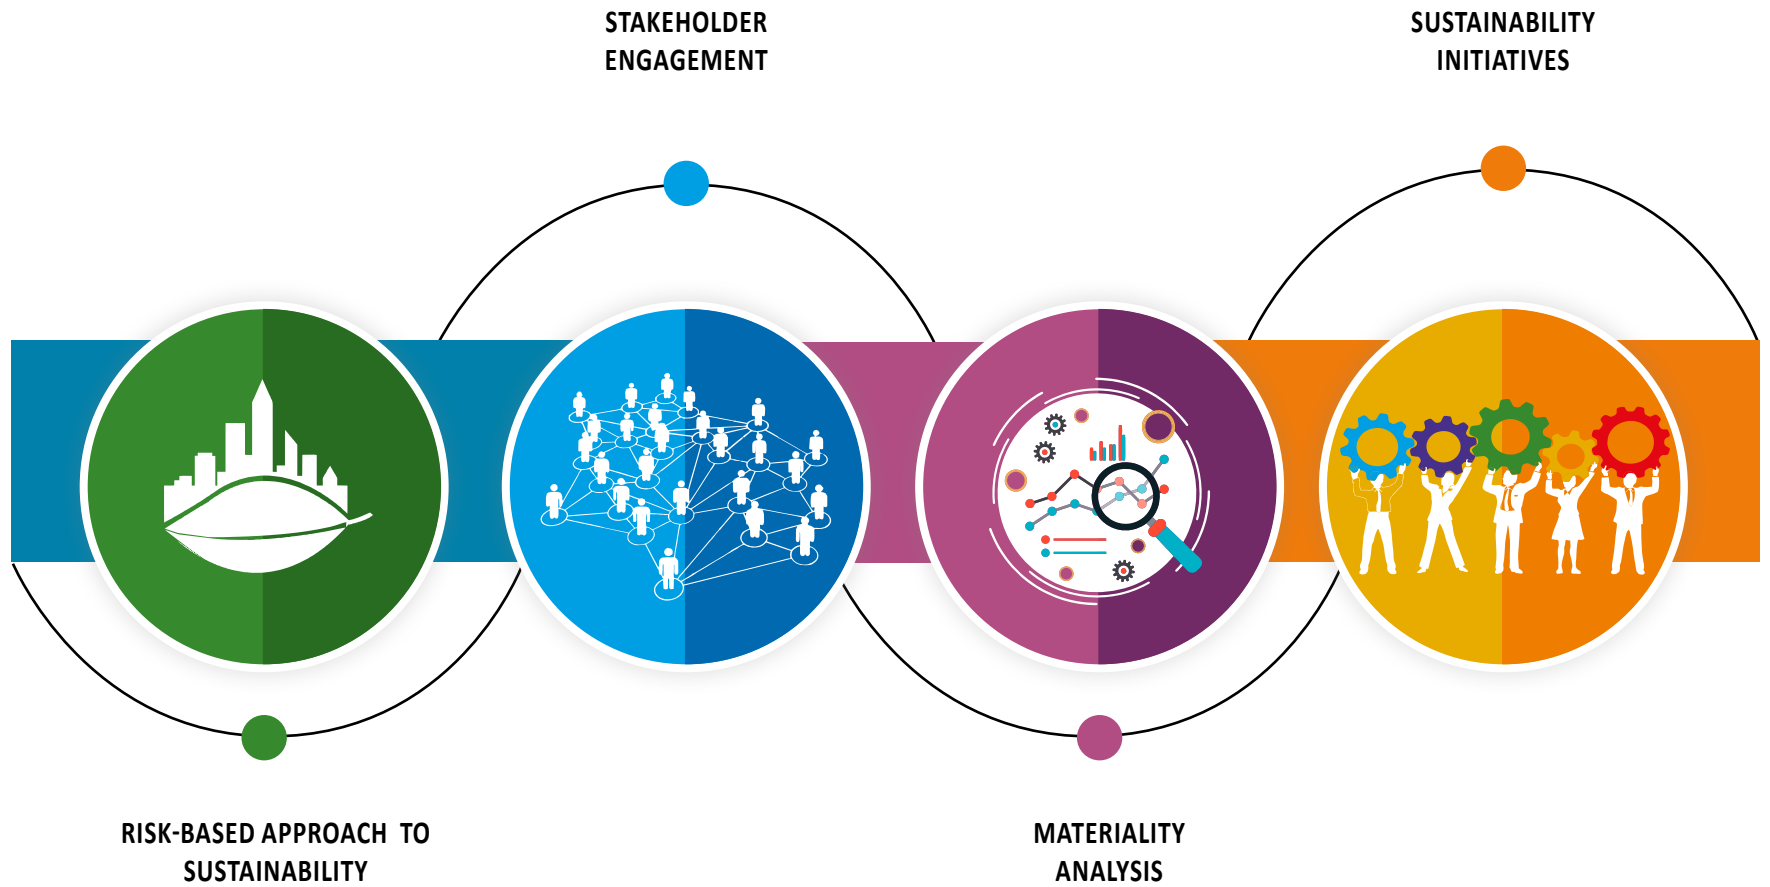 STAKEHOLDER
ENGAGEMENT
SUSTAINABILITY
INITIATIVES
RISK-BASED APPROACH TO
SUSTAINABILITY
MATERIALITY
ANALYSIS